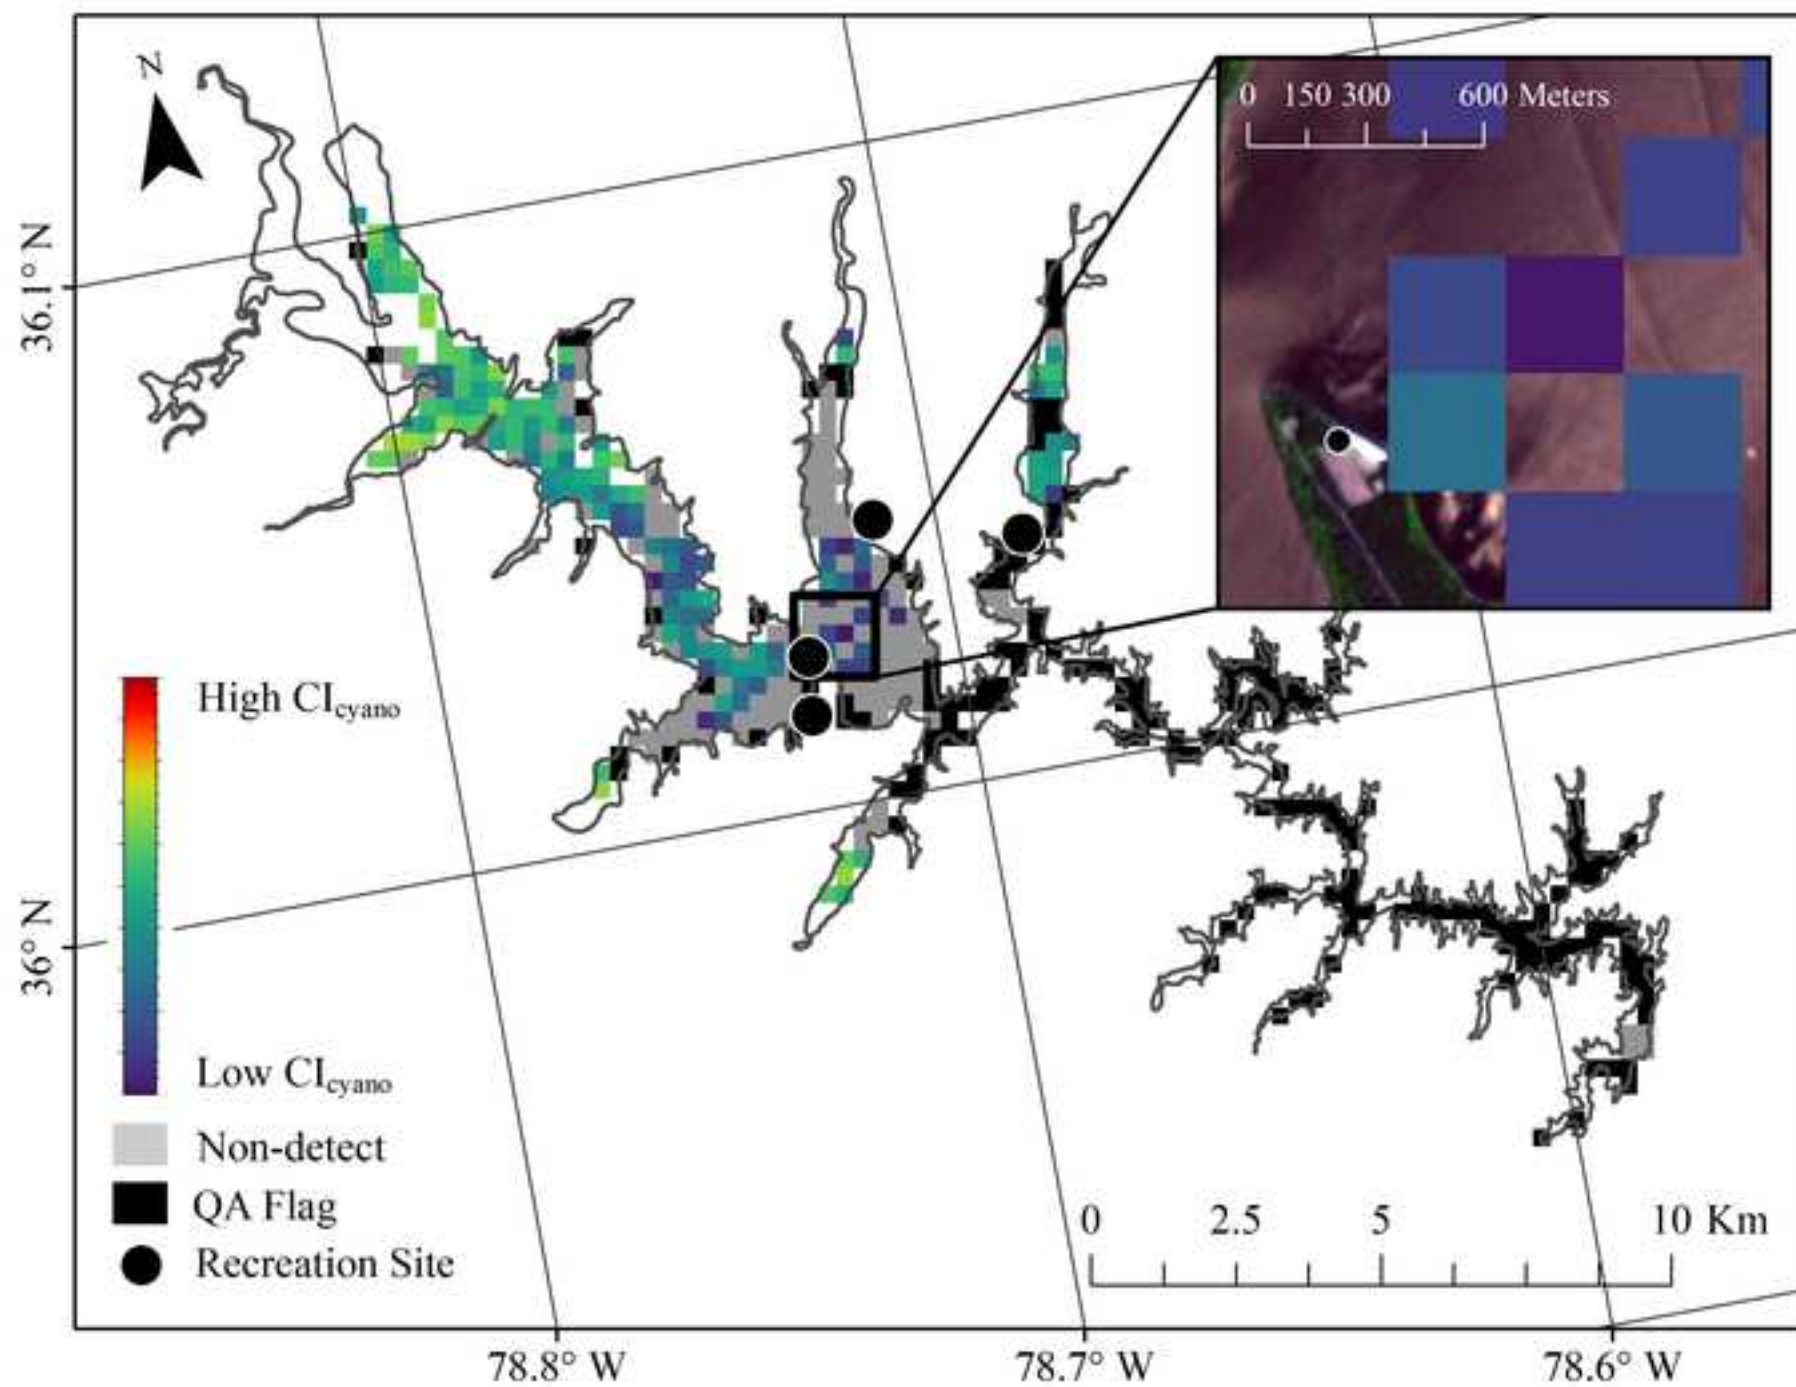 N
0 150 300 600 Meters
36.1° N
36° N
High CIcyano
Low CIcyano
Non-detect
QA Flag
Recreation Site
0 2.5 5 10 Km
78.8° W 78.7° W 78.6° W